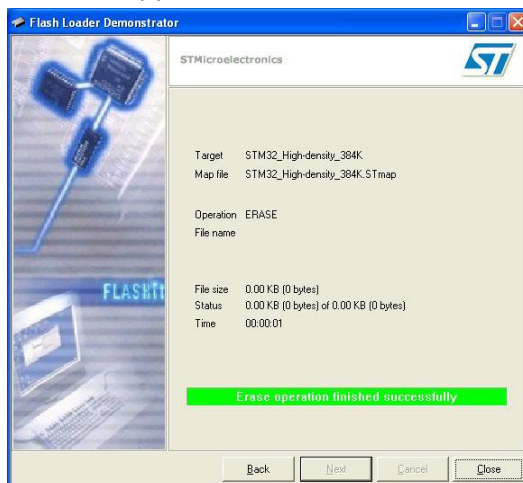 Flash Loader Demonstrator
STMicroelectronics
ST
Target STM32_High-density_384K
Map file STM32_High-density_384K.STmap
Operation ERASE
File name
File size 0.00 KB (0 bytes)
Status 0.00 KB (0 bytes) of 0.00 KB (0 bytes)
Time 00:00:01
Erase operation finished successfully
Back Next Cancel Close